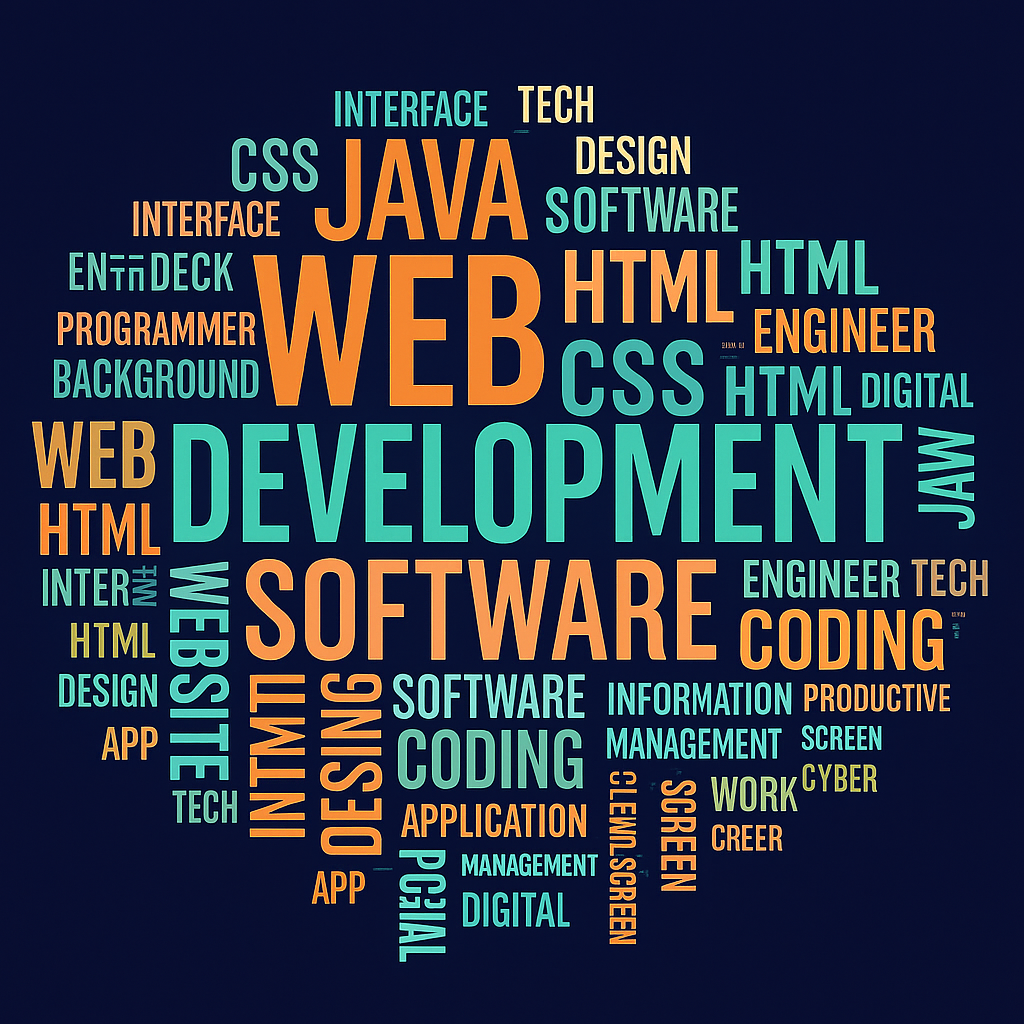 INTERFACE TECH
CSS JAVA DESIGN
INTERFACE SOFTWARE
DECK WEB HTML HTML
PROGRAMMER ENGINEER
BACKGROUND CSS HTML DIGITAL
WEB DEVELOPMENT JAW
HTML
INTER WEBSITE SOFTWARE ENGINEER TECH
HTML CODING
DESIGN DESING SOFTWARE INFORMATION PRODUCTIVE
APP CODING MANAGEMENT SCREEN
TECH SCREEN WORK CYBER
APPLICATION CREER
APP MANAGEMENT
DIGITAL